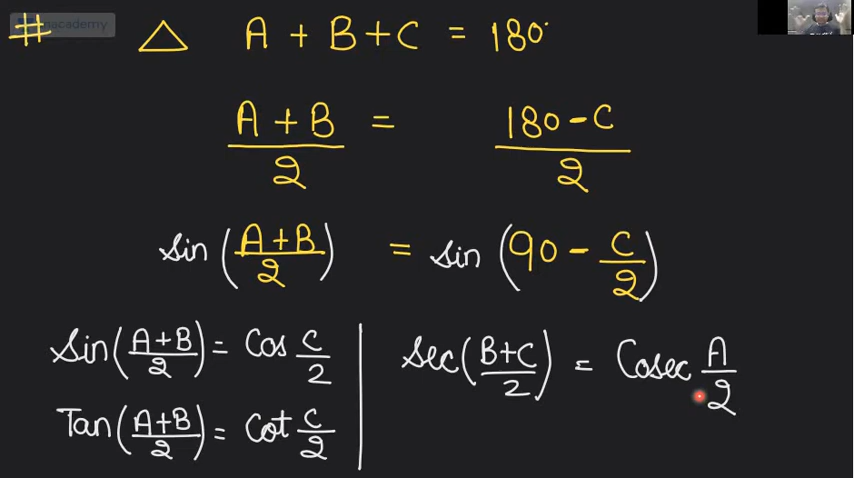 # △ A + B + C = 180°
(A + B)/2 = (180 - C)/2
sin((A+B)/2) = sin(90 - C/2)
Sin((A+B)/2) = Cos C/2
Sec((B+C)/2) = Cosec A/2
Tan((A+B)/2) = Cot C/2